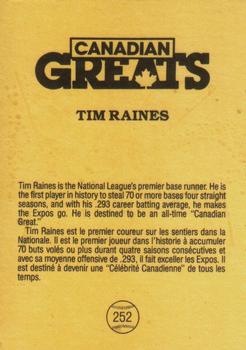 CANADIAN
GREATS
TIM RAINES
Tim Raines is the National League's premier base runner. He is
the first player in history to steal 70 or more bases four straight
seasons, and with his .293 career batting average, he makes
the Expos go. He is destined to be an all-time "Canadian
Great."
Tim Raines est le premier coureur sur les sentiers dans la
Nationale. Il est le premier joueur dans l'historie à accumuler
70 buts volés ou plus durant quatre saisons consécutives et
avec sa moyenne offensive de .293, il fait exceller les Expos. Il
est destiné à devenir une "Célébrité Canadienne" de tous les
temps.
252